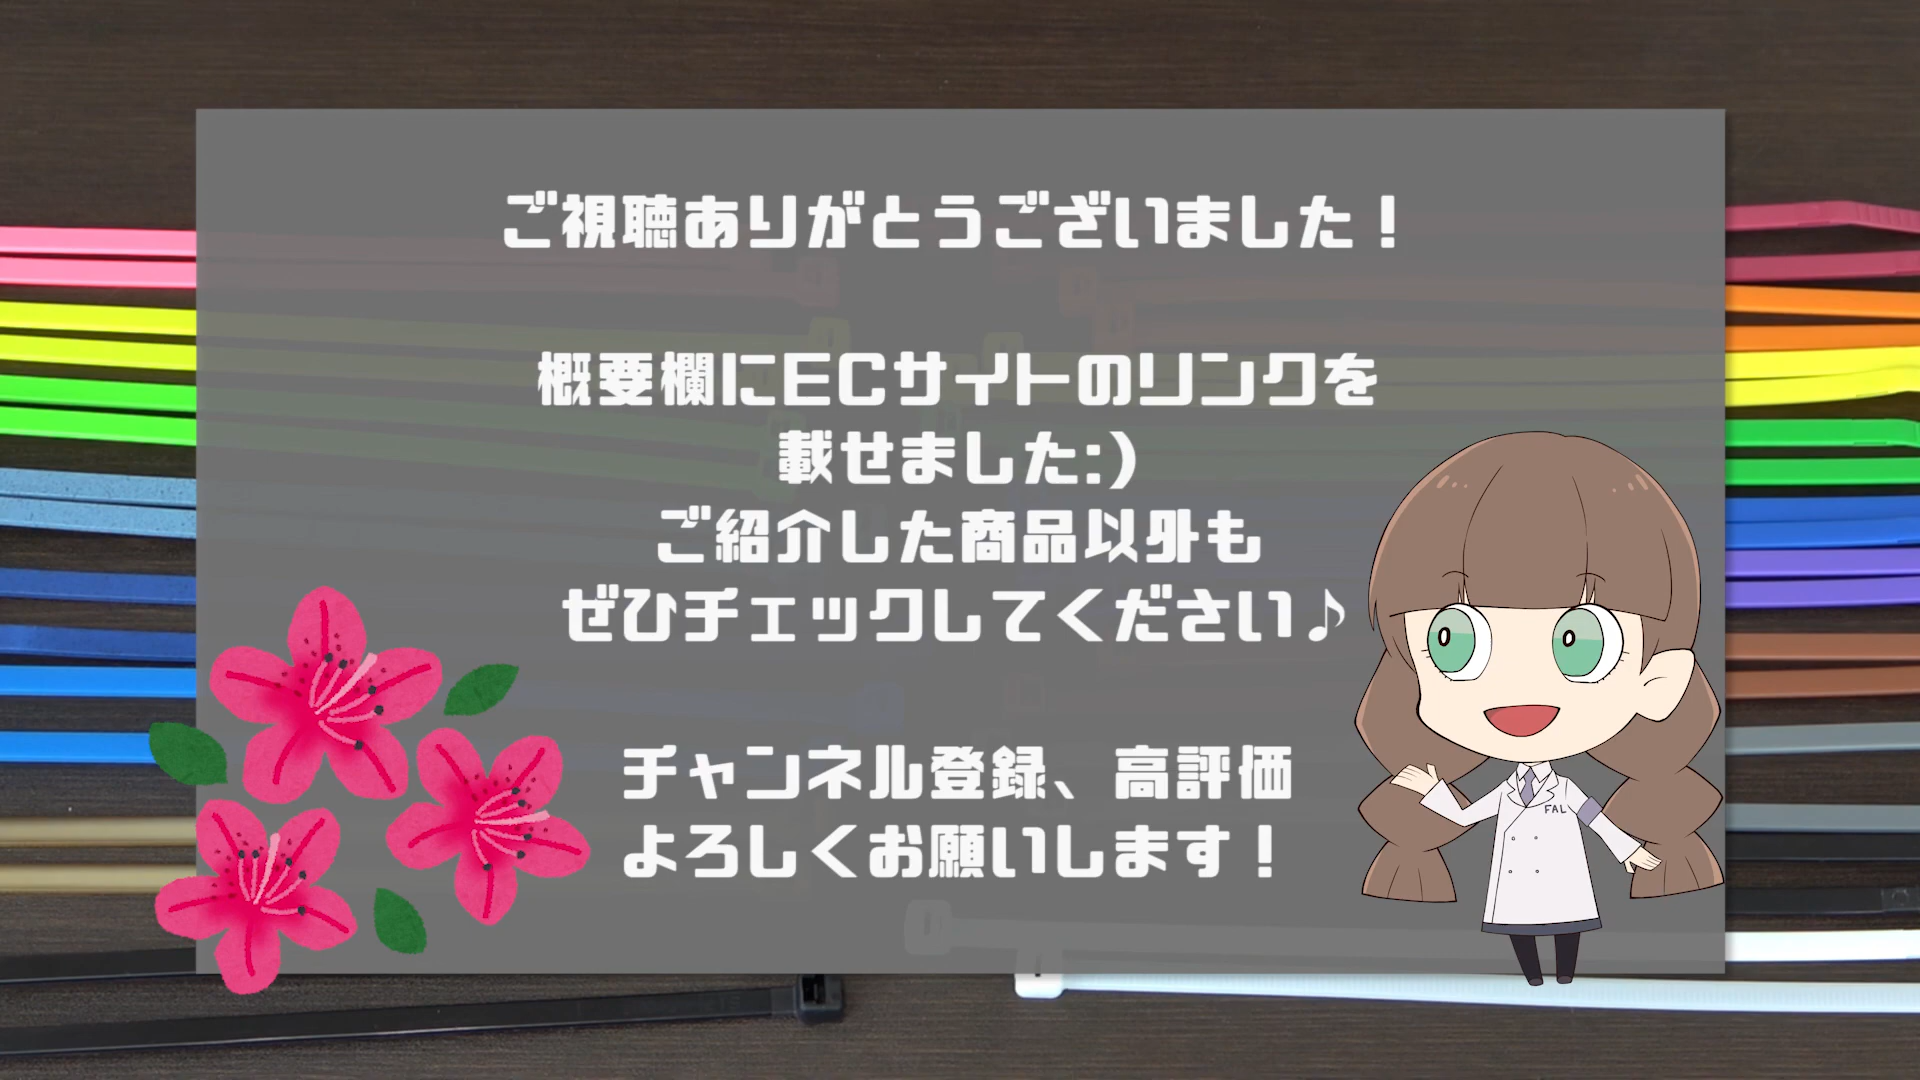 ご視聴ありがとうございました！
概要欄にECサイトのリンクを
載せました:)
ご紹介した商品以外も
ぜひチェックしてください♪
チャンネル登録、高評価
よろしくお願いします！
FAL